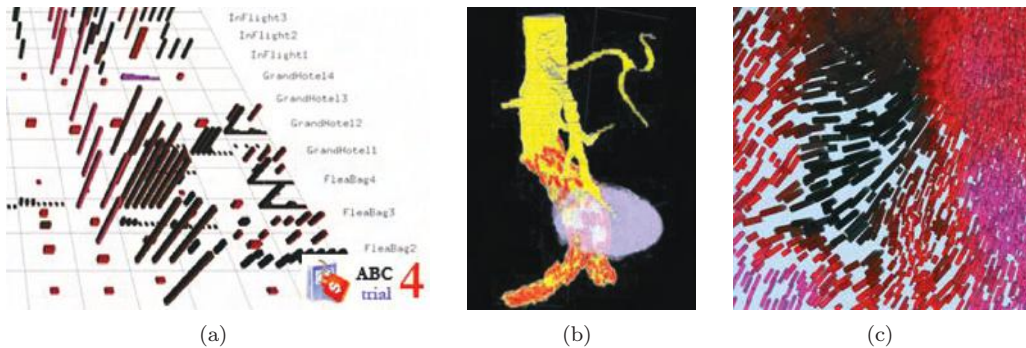 InFlight3
InFlight2
InFlight1
GrandHotel4
GrandHotel3
GrandHotel2
GrandHotel1
FleaBag4
FleaBag3
FleaBag2
ABC
trial 4
(a)
(b)
(c)